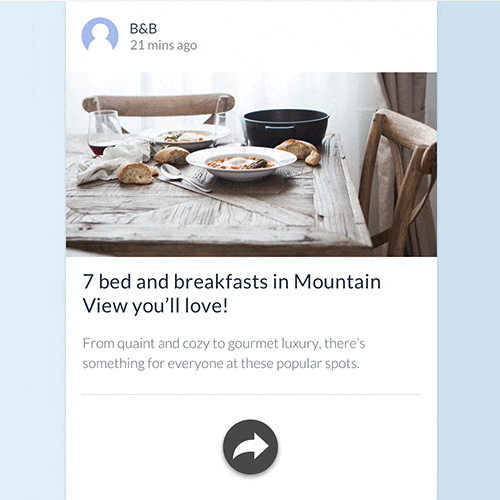 B&B
21 mins ago
7 bed and breakfasts in Mountain
View you’ll love!
From quaint and cozy to gourmet luxury, there’s
something for everyone at these popular spots.